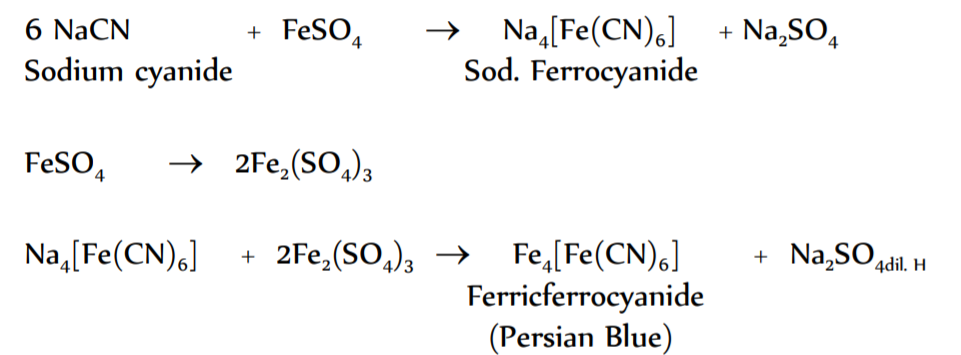 6 NaCN + FeSO₄ → Na₄[Fe(CN)₆] + Na₂SO₄
Sodium cyanide Sod. Ferrocyanide
FeSO₄ → 2Fe₂(SO₄)₃
Na₄[Fe(CN)₆] + 2Fe₂(SO₄)₃ → Fe₄[Fe(CN)₆] + Na₂SO₄dil. H
Ferricferrocyanide
(Persian Blue)